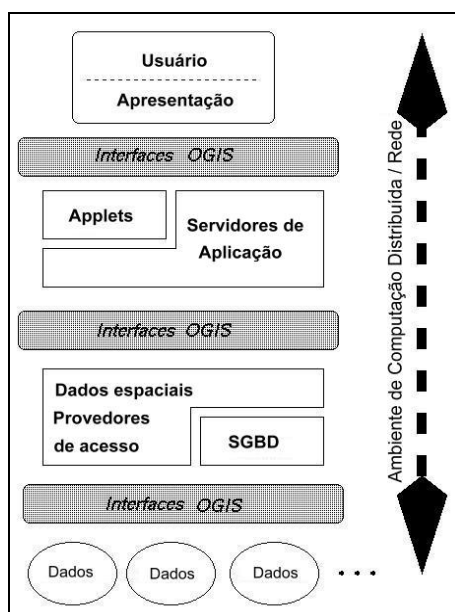 Usuário
Apresentação
Interfaces OGIS
Applets
Servidores de
Aplicação
Interfaces OGIS
Dados espaciais
Provedores
de acesso
SGBD
Interfaces OGIS
Dados
Dados
Dados
...
Ambiente de Computação Distribuída / Rede